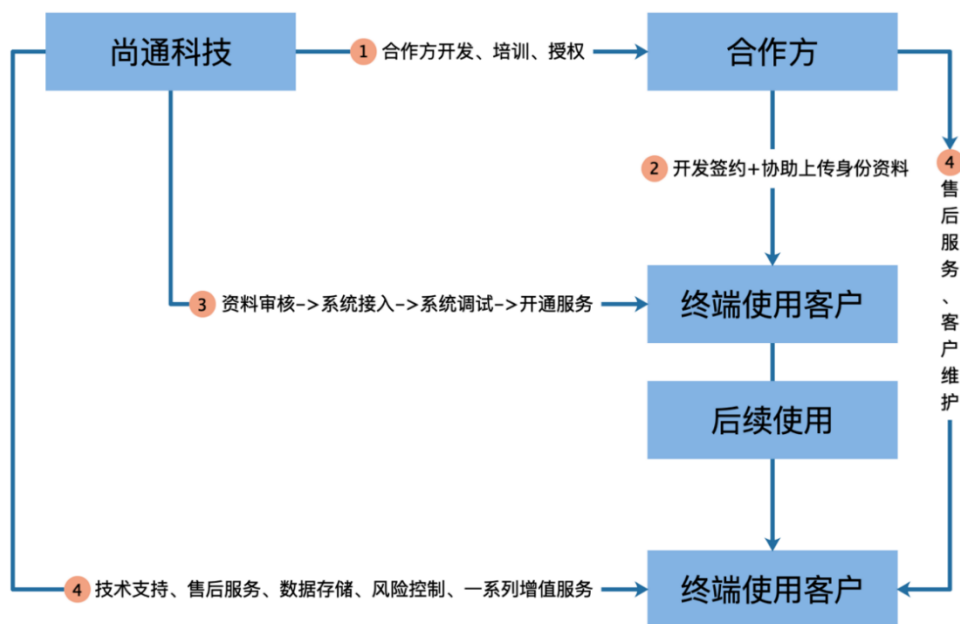 尚通科技
1 合作方开发、培训、授权
合作方
2 开发签约+协助上传身份资料
4
售后服务、客户维护
3 资料审核->系统接入->系统调试->开通服务
终端使用客户
后续使用
4 技术支持、售后服务、数据存储、风险控制、一系列增值服务
终端使用客户